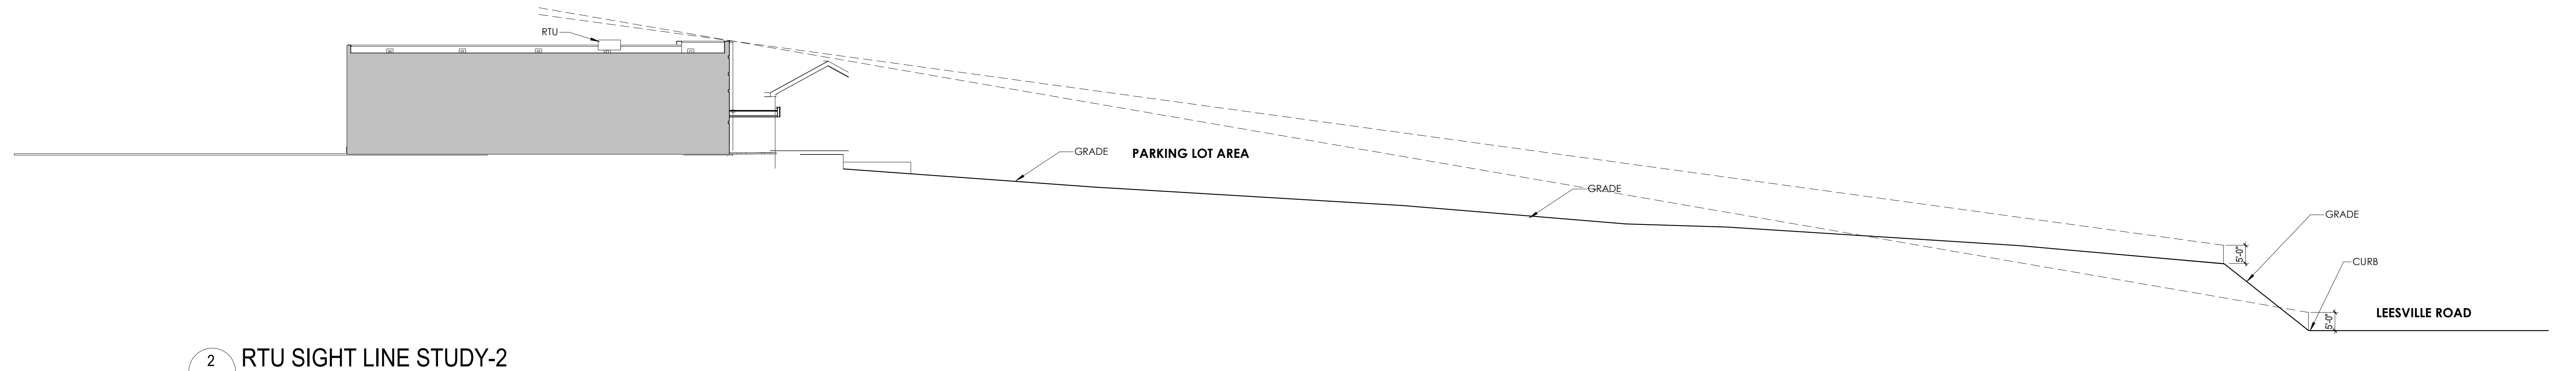 RTU
GRADE
PARKING LOT AREA
GRADE
GRADE
5'-0"
CURB
5'-0"
LEESVILLE ROAD
2
RTU SIGHT LINE STUDY-2